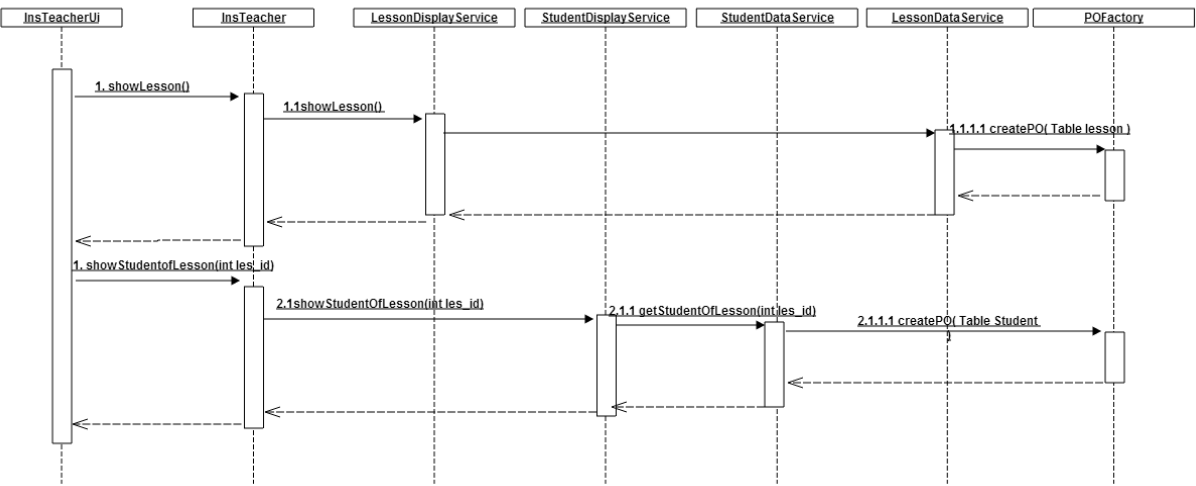 InsTeacherUi
InsTeacher
LessonDisplayService
StudentDisplayService
StudentDataService
LessonDataService
POFactory
1. showLesson()
1.1showLesson()
1.1.1.1 createPO( Table lesson )
1. showStudentofLesson(int les_id)
2.1showStudentOfLesson(int les_id)
2.1.1 getStudentOfLesson(int les_id)
2.1.1.1 createPO( Table Student
)